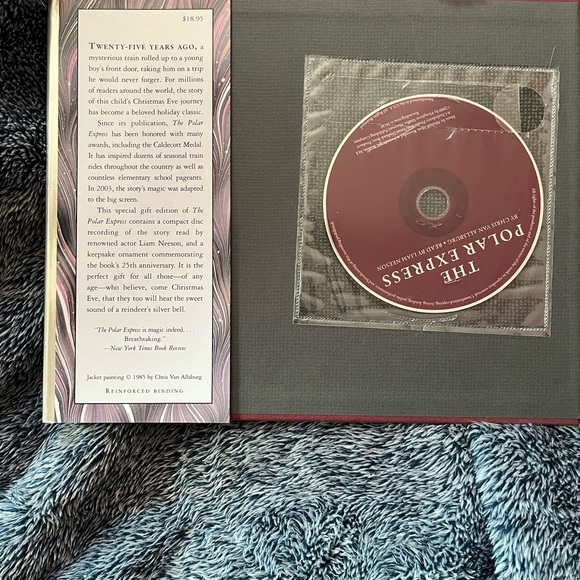 $18.95
TWENTY-FIVE YEARS AGO, a
mysterious train rolled up to a young
boy's front door, taking him on a trip
he would never forget. For millions
of readers around the world, the story
of this child's Christmas Eve journey
has become a beloved holiday classic.
Since its publication, The Polar
Express has been honored with many
awards, including the Caldecott Medal.
It has inspired dozens of seasonal train
rides throughout the country as well as
countless elementary school pageants.
In 2003, the story's magic was adapted
to the big screen.
This special gift edition of The
Polar Express contains a compact disc
recording of the story read by
renowned actor Liam Neeson, and a
keepsake ornament commemorating
the book's 25th anniversary. It is the
perfect gift for all those—of any
age—who believe, come Christmas
Eve, that they too will hear the sweet
sound of a reindeer's silver bell.
"The Polar Express is magic indeed. . . .
Breathtaking."
—New York Times Book Review
Jacket painting © 1985 by Chris Van Allsburg
REINFORCED BINDING
THE
POLAR EXPRESS
BY CHRIS VAN ALLSBURG • READ BY LIAM NEESON